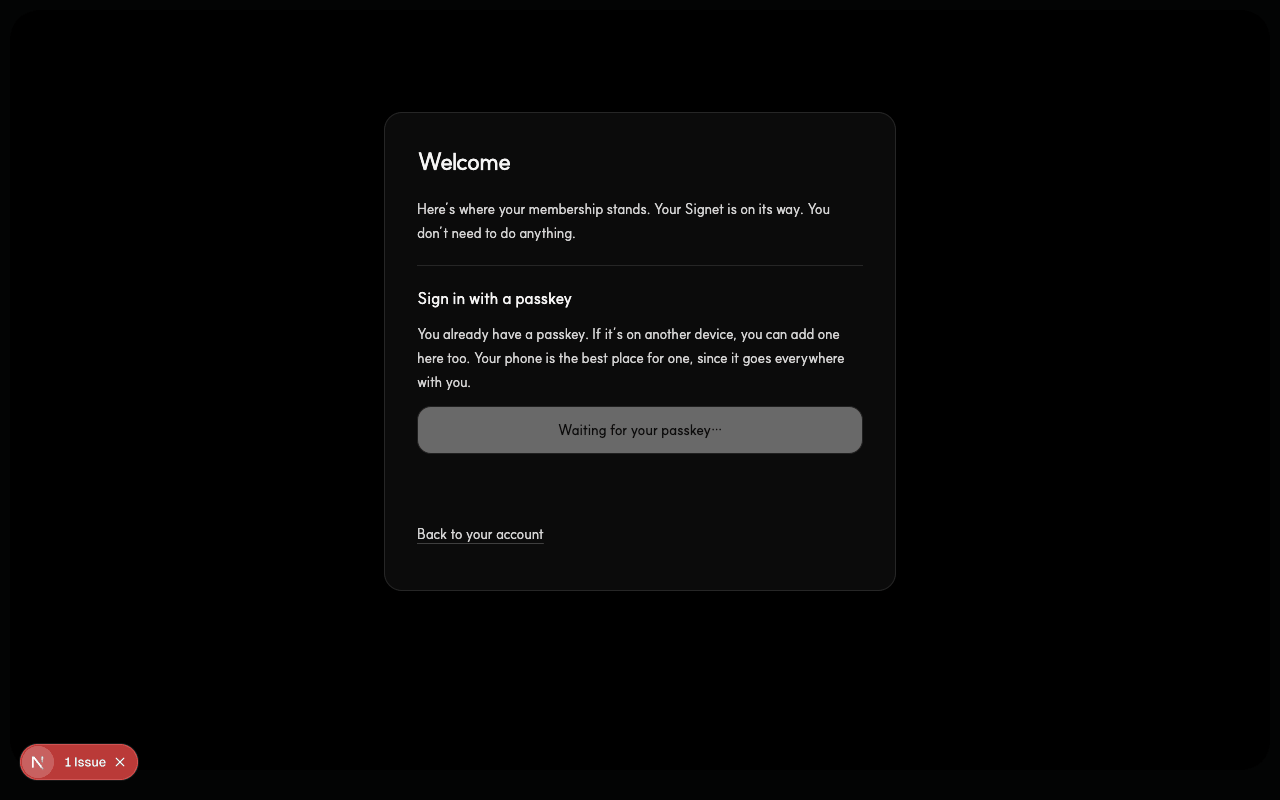 Welcome
Here's where your membership stands. Your Signet is on its way. You
don't need to do anything.
Sign in with a passkey
You already have a passkey. If it's on another device, you can add one
here too. Your phone is the best place for one, since it goes everywhere
with you.
Waiting for your passkey…
Back to your account
N 1 Issue